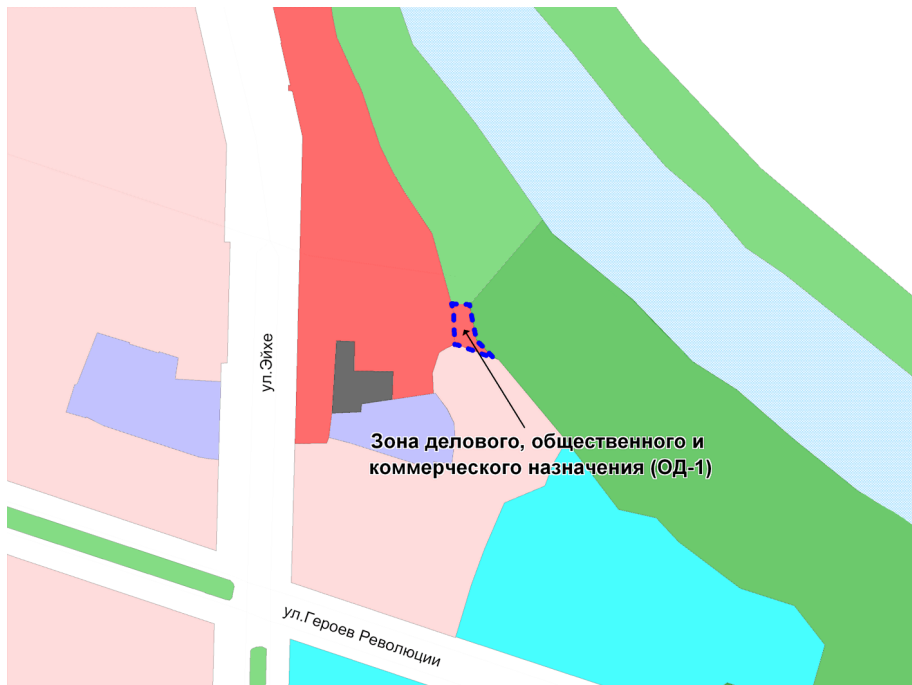 ул.Эйхе
Зона делового, общественного и
коммерческого назначения (ОД-1)
ул.Героев Революции